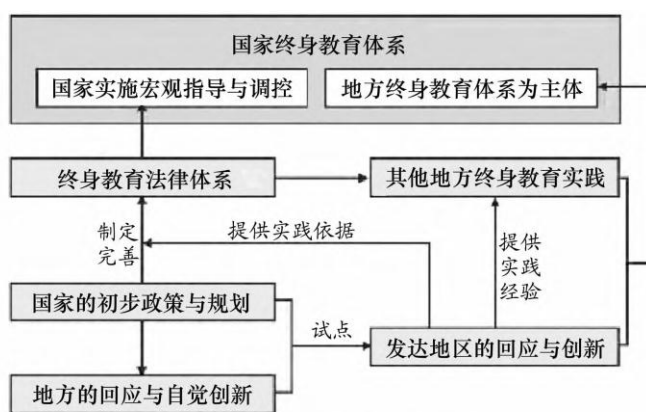 国家终身教育体系
国家实施宏观指导与调控
地方终身教育体系为主体
终身教育法律体系
其他地方终身教育实践
制定
完善
提供实践依据
提供
实践
经验
国家的初步政策与规划
试点
发达地区的回应与创新
地方的回应与自觉创新